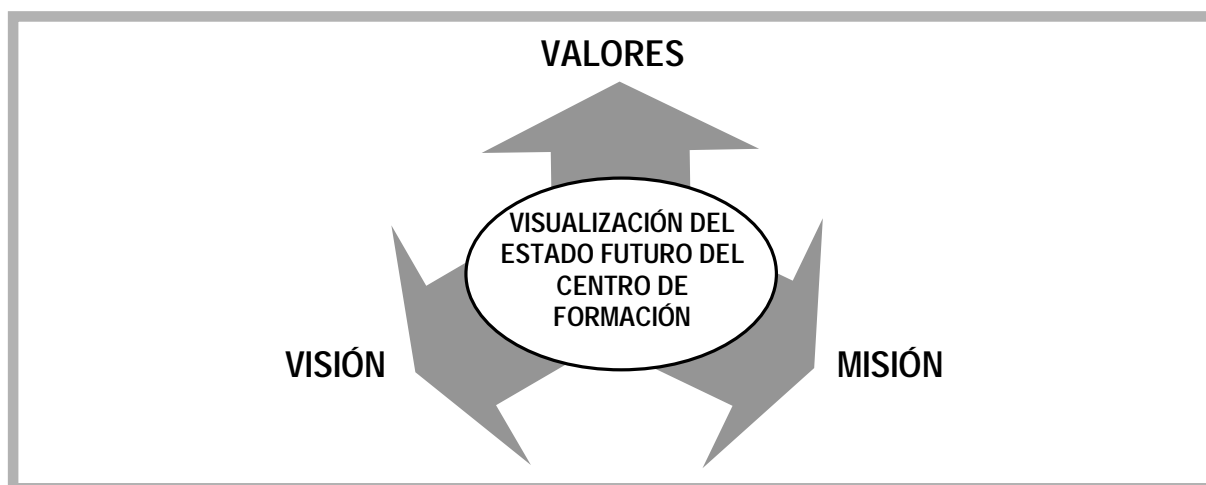 VALORES
VISUALIZACIÓN DEL
ESTADO FUTURO DEL
CENTRO DE
FORMACIÓN
VISIÓN
MISIÓN